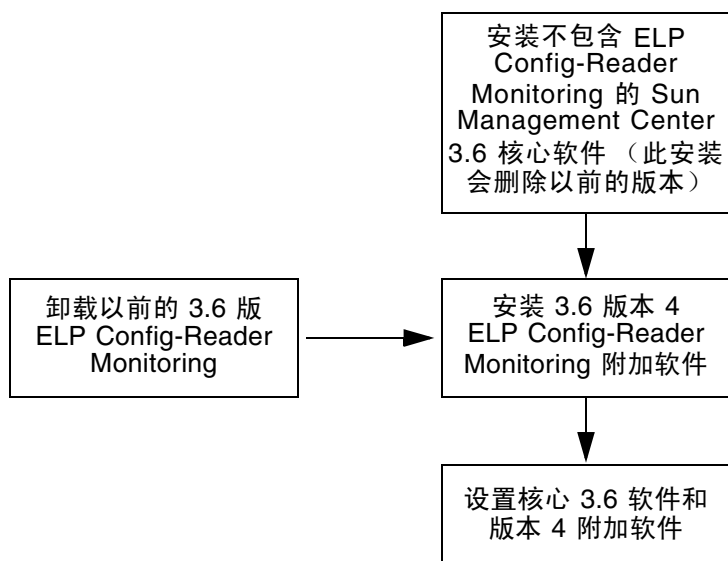 安装不包含 ELP
Config-Reader
Monitoring 的 Sun
Management Center
3.6 核心软件 （此安装
会删除以前的版本）
卸载以前的 3.6 版
ELP Config-Reader
Monitoring
安装 3.6 版本 4
ELP Config-Reader
Monitoring 附加软件
设置核心 3.6 软件和
版本 4 附加软件